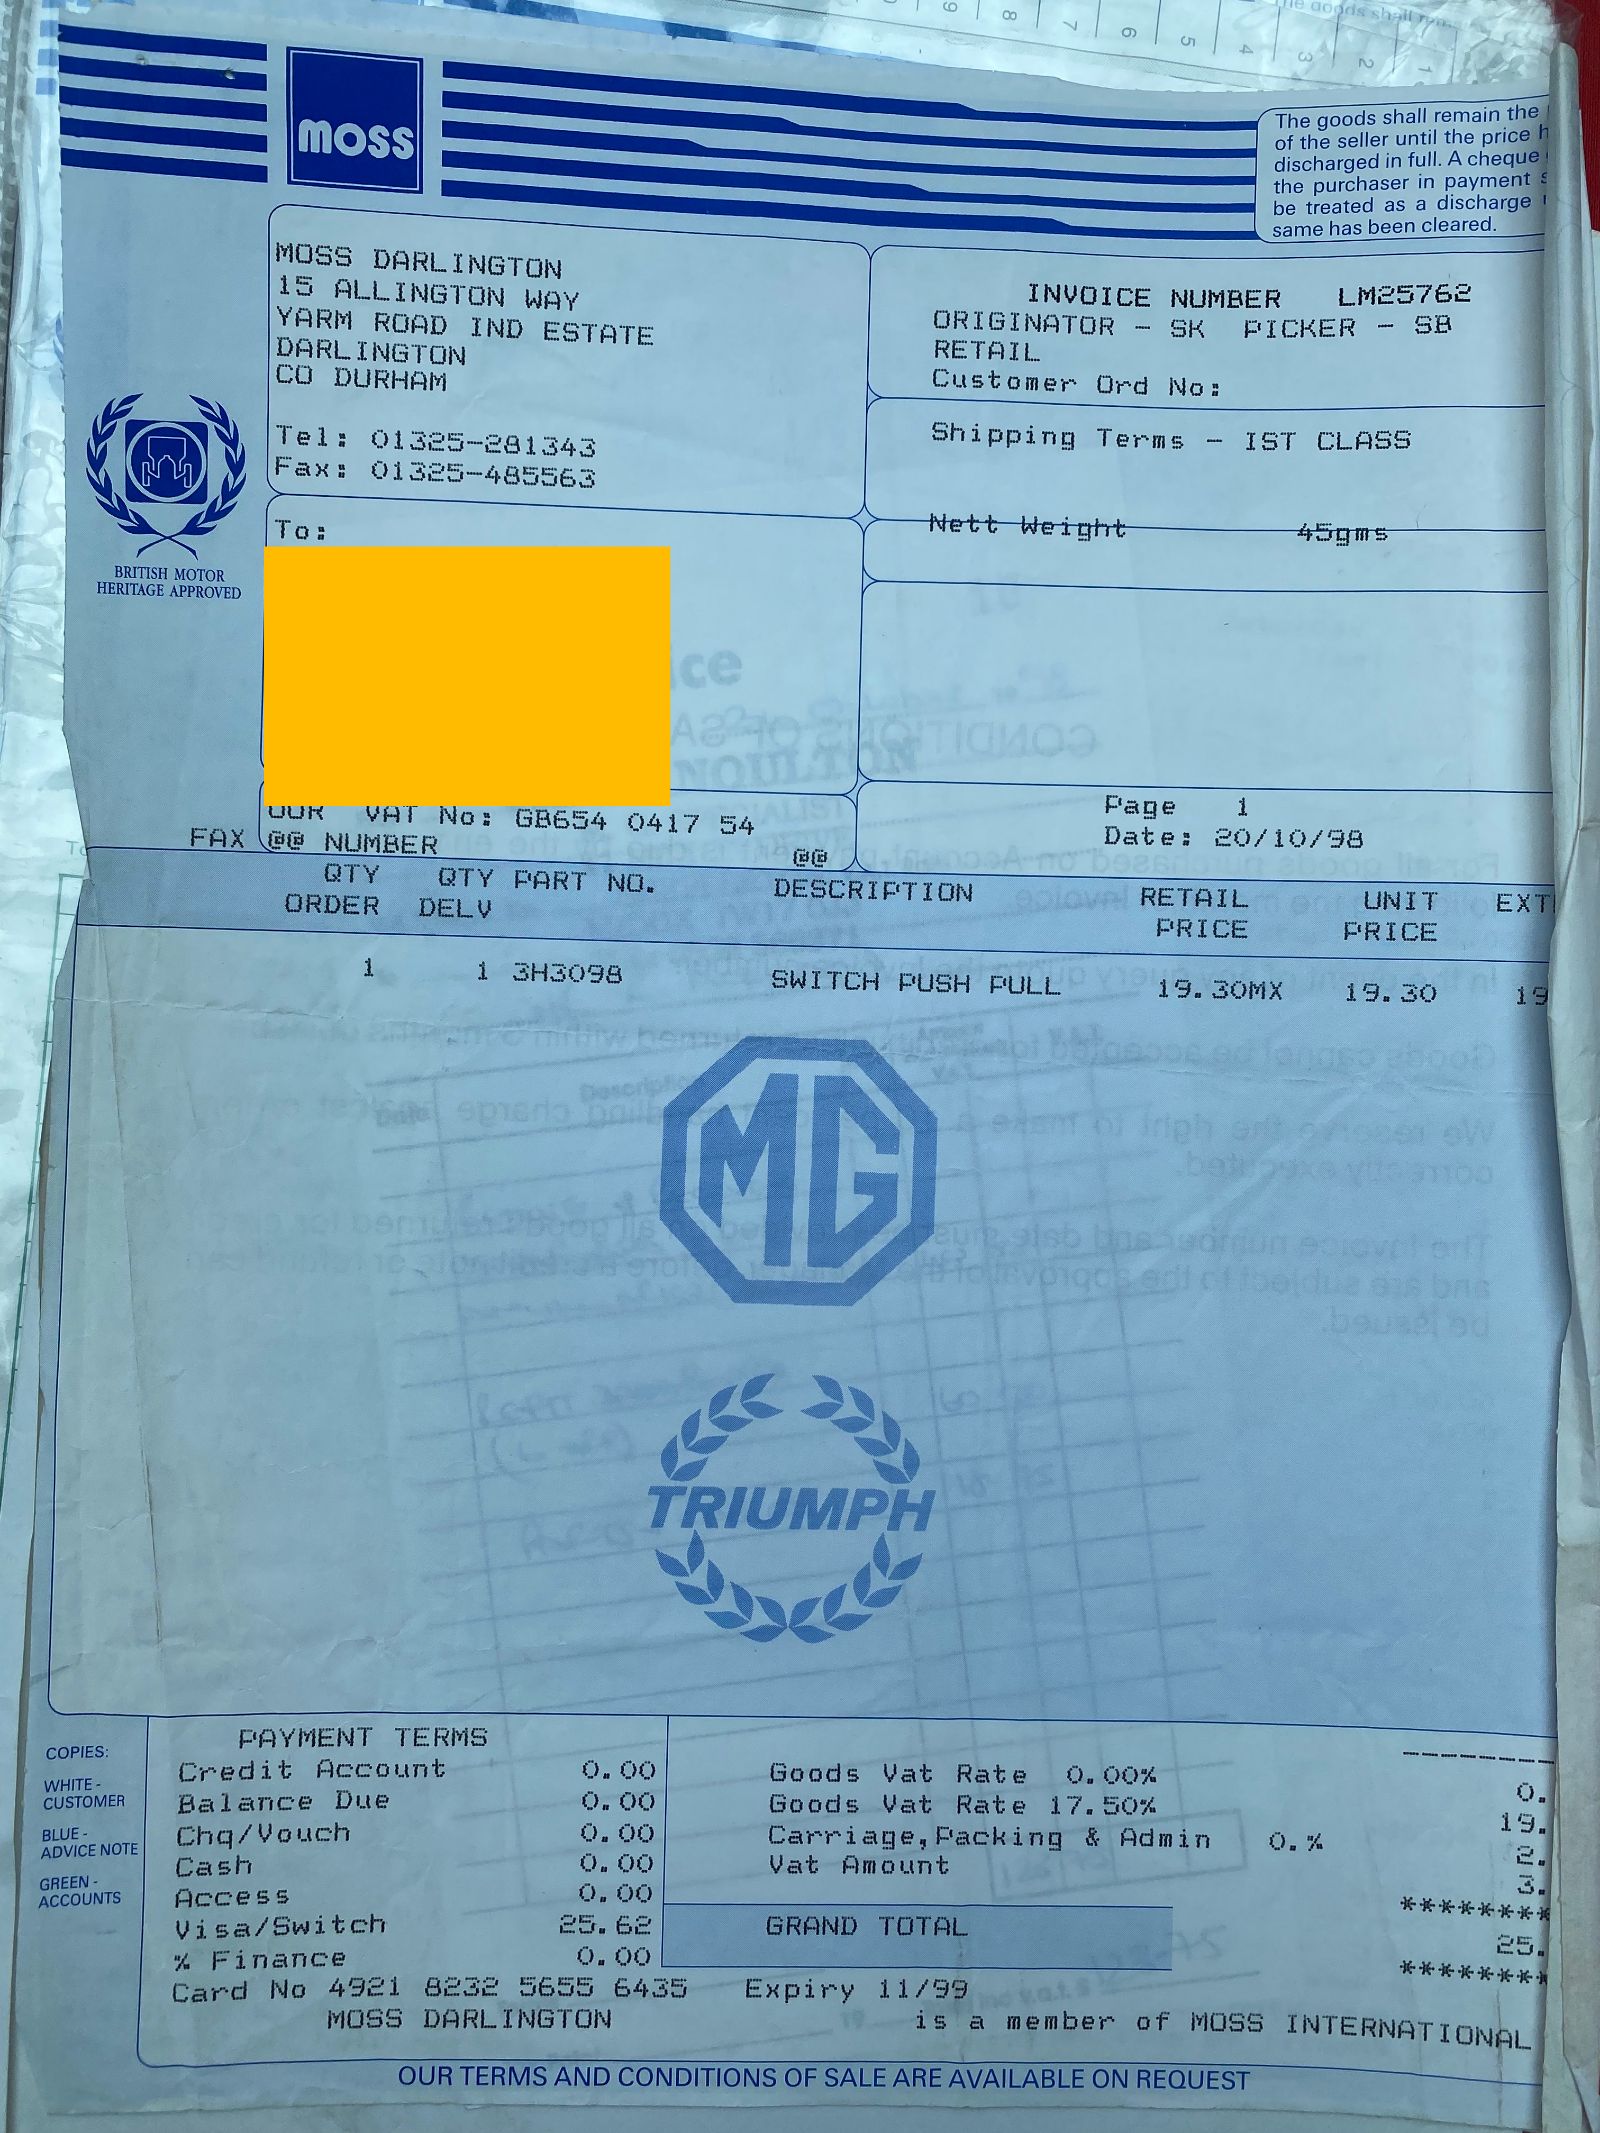 moss
The goods shall remain the
of the seller until the price h
discharged in full. A cheque
the purchaser in payment s
be treated as a discharge
same has been cleared.
MOSS DARLINGTON
15 ALLINGTON WAY
YARM ROAD IND ESTATE
DARLINGTON
CO DURHAM
Tel: 01325-281343
Fax: 01325-485563
INVOICE NUMBER LM25762
ORIGINATOR - SK PICKER - SB
RETAIL
Customer Ord No:
Shipping Terms - IST CLASS
Nett Weight 45gms
BRITISH MOTOR
HERITAGE APPROVED
To:
OUR VAT No: GB654 0417 54
FAX @@ NUMBER @@
Page 1
Date: 20/10/98
QTY QTY PART NO. DESCRIPTION RETAIL UNIT EXT
ORDER DELV PRICE PRICE
1 1 3H3098 SWITCH PUSH PULL 19.30MX 19.30 19
MG
TRIUMPH
COPIES:
WHITE -
CUSTOMER
BLUE -
ADVICE NOTE
GREEN -
ACCOUNTS
PAYMENT TERMS
Credit Account 0.00
Balance Due 0.00
Chq/Vouch 0.00
Cash 0.00
Access 0.00
Visa/Switch 25.62
% Finance 0.00
Goods Vat Rate 0.00% 0.
Goods Vat Rate 17.50% 19.
Carriage,Packing & Admin 0.% 2.
Vat Amount 3.
********
GRAND TOTAL 25.
********
Card No 4921 8232 5655 6435 Expiry 11/99
MOSS DARLINGTON is a member of MOSS INTERNATIONAL
OUR TERMS AND CONDITIONS OF SALE ARE AVAILABLE ON REQUEST